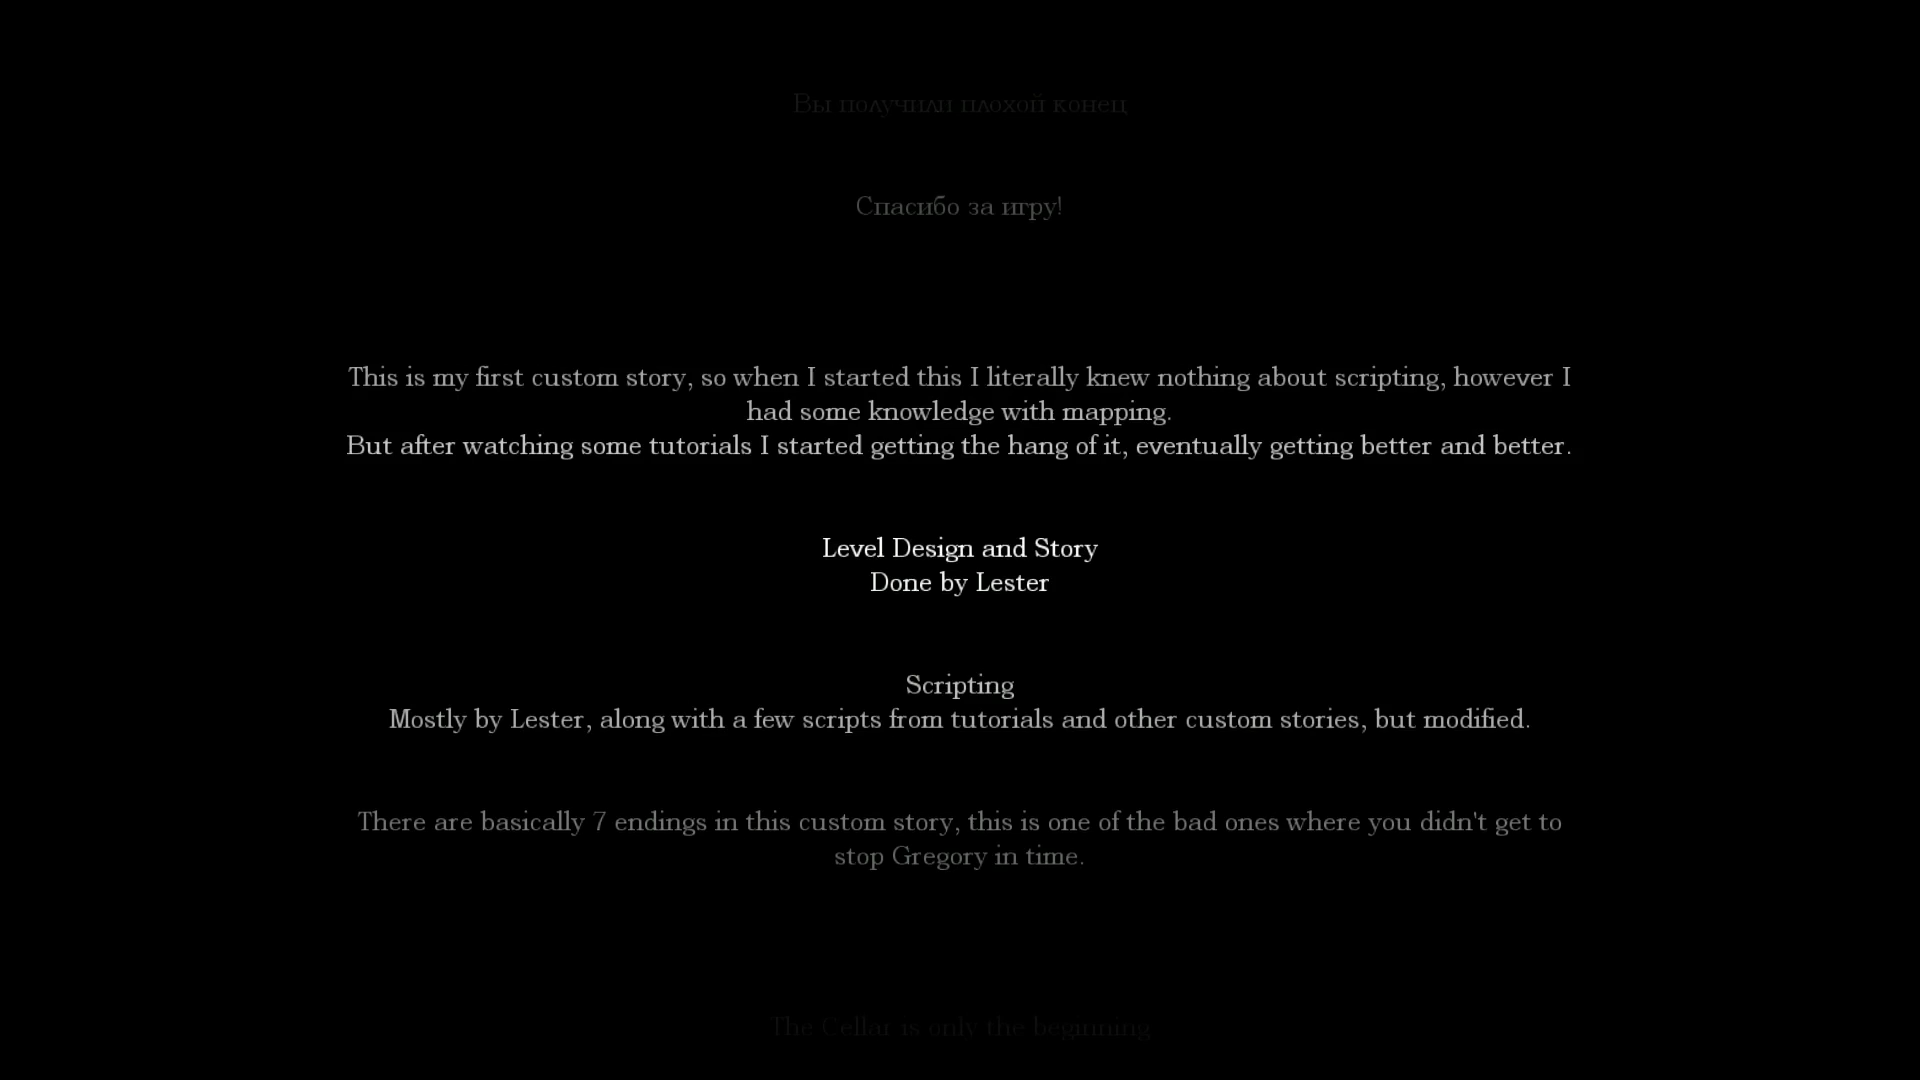 Вы получили плохой конец
Спасибо за игру!
This is my first custom story, so when I started this I literally knew nothing about scripting, however I
had some knowledge with mapping.
But after watching some tutorials I started getting the hang of it, eventually getting better and better.
Level Design and Story
Done by Lester
Scripting
Mostly by Lester, along with a few scripts from tutorials and other custom stories, but modified.
There are basically 7 endings in this custom story, this is one of the bad ones where you didn't get to
stop Gregory in time.
The Cellar is only the beginning